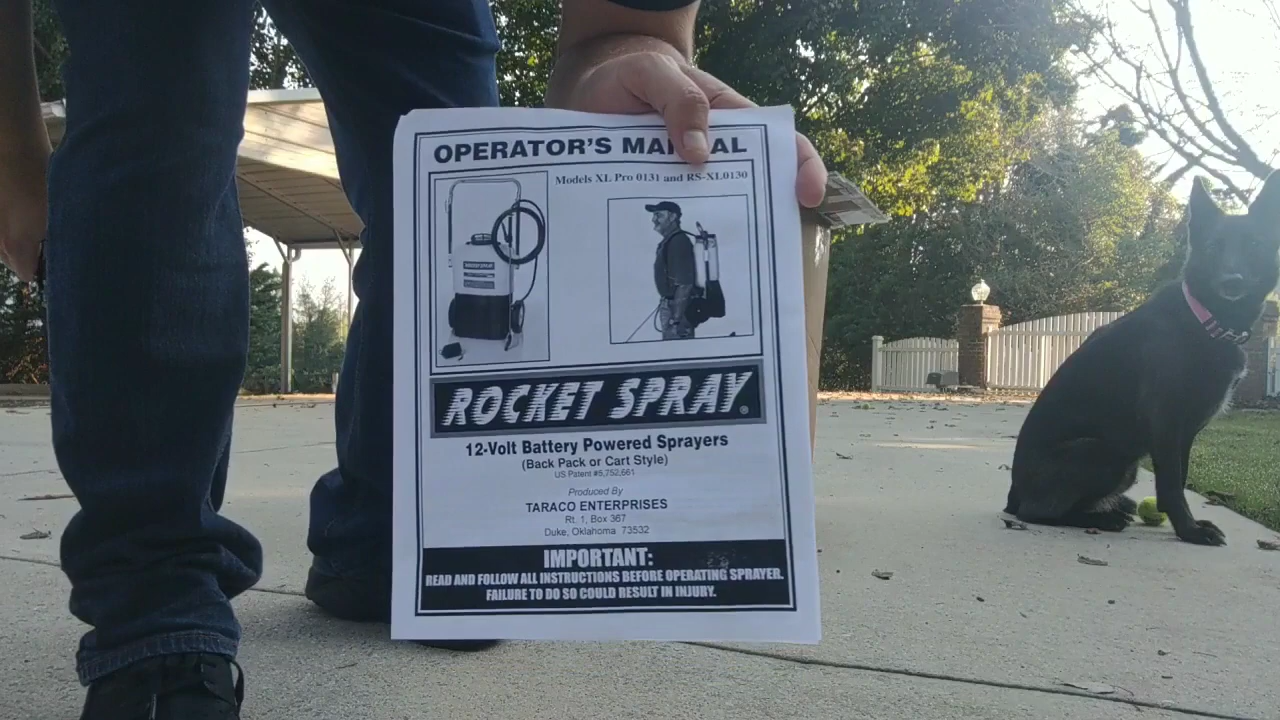 OPERATOR'S MANUAL
Models XL Pro 0131 and RS-XL0130
ROCKET SPRAY®
12-Volt Battery Powered Sprayers
(Back Pack or Cart Style)
US Patent #5,752,661
Produced By
TARACO ENTERPRISES
Rt. 1, Box 367
Duke, Oklahoma 73532
IMPORTANT:
READ AND FOLLOW ALL INSTRUCTIONS BEFORE OPERATING SPRAYER.
FAILURE TO DO SO COULD RESULT IN INJURY.